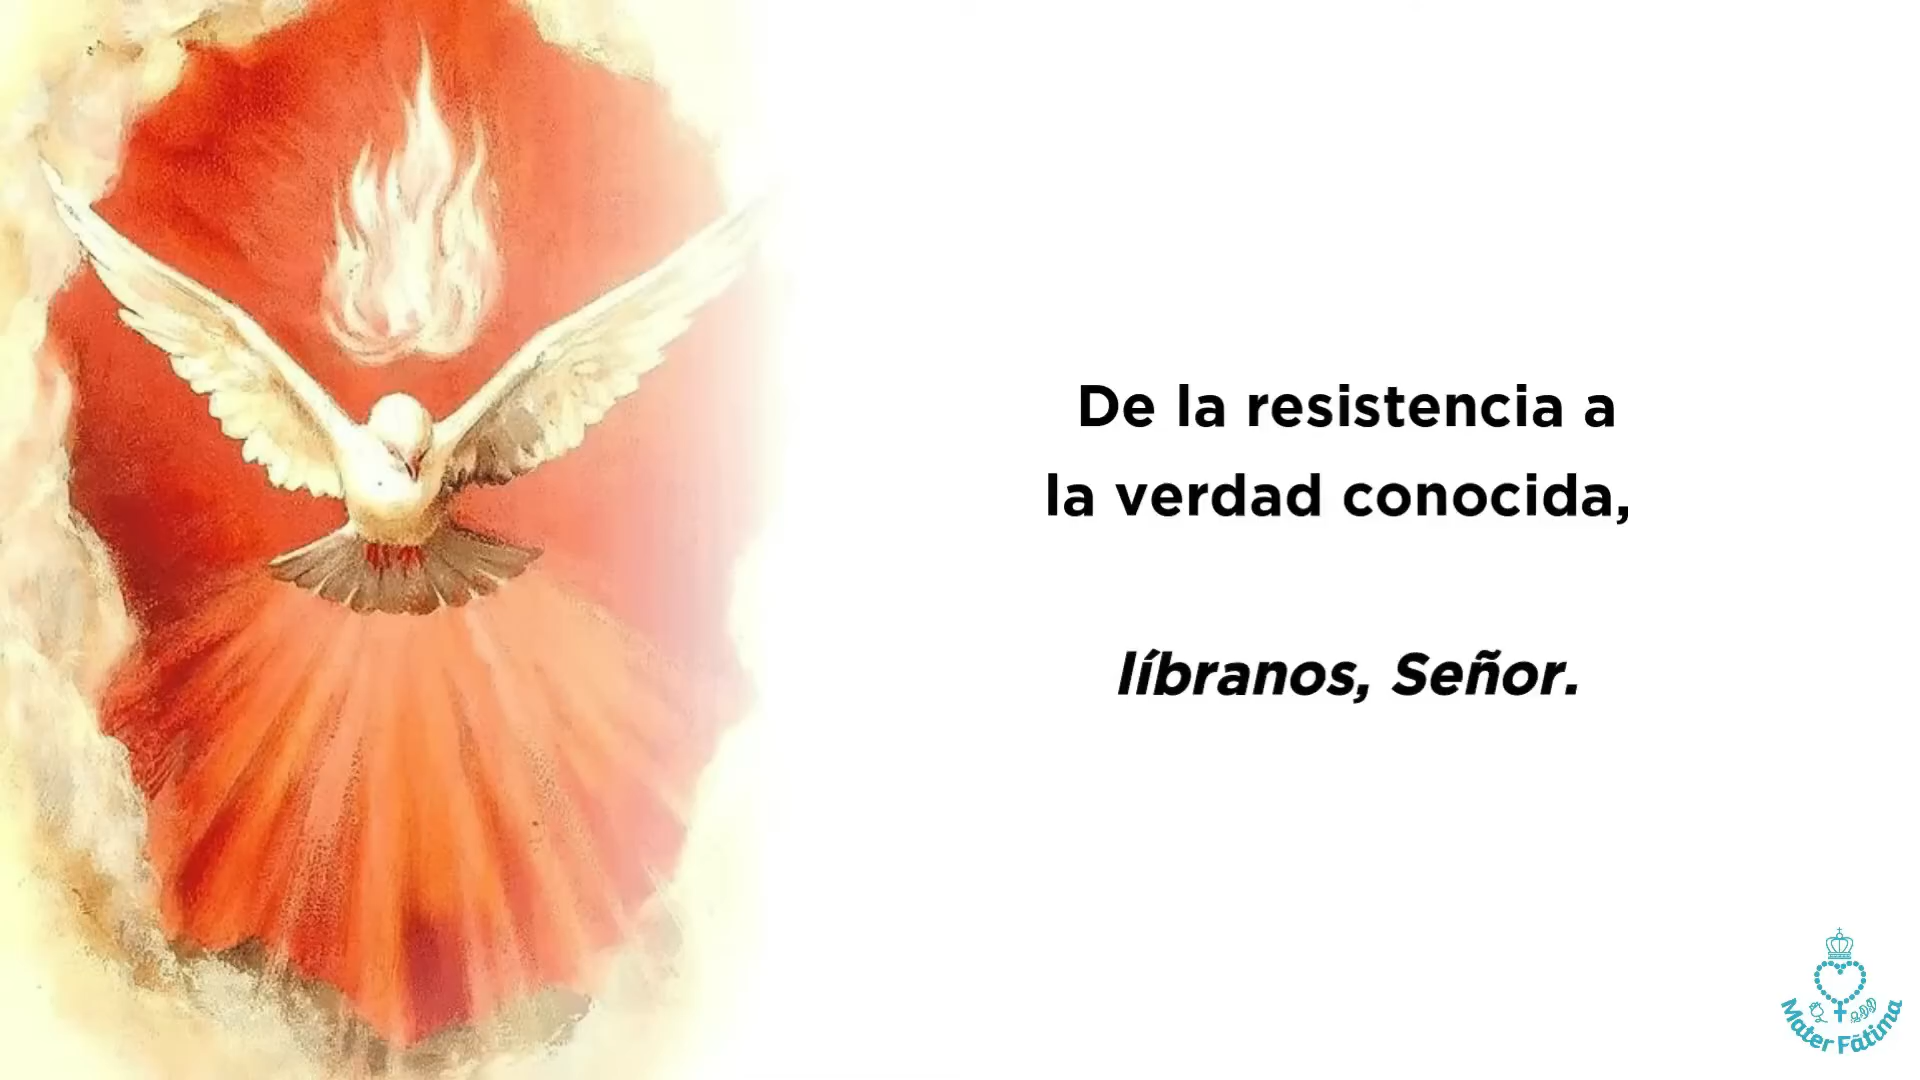 De la resistencia a
la verdad conocida,
líbranos, Señor.
Mater Fátima